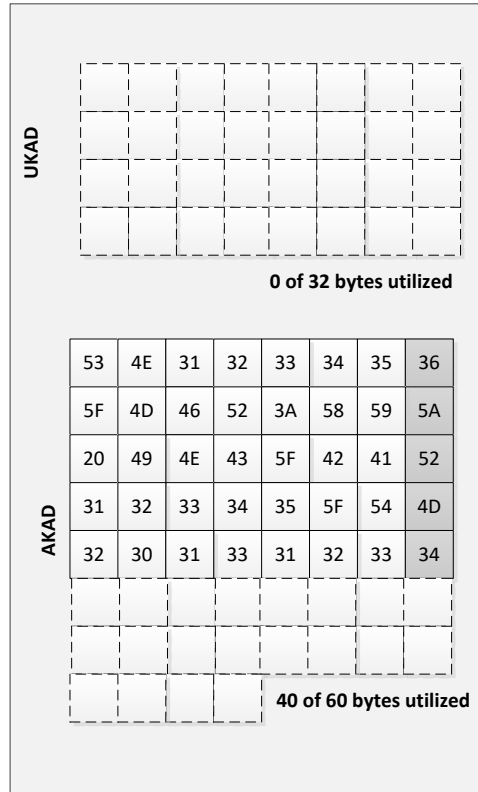 UKAD
0 of 32 bytes utilized
AKAD
53 4E 31 32 33 34 35 36
5F 4D 46 52 3A 58 59 5A
20 49 4E 43 5F 42 41 52
31 32 33 34 35 5F 54 4D
32 30 31 33 31 32 33 34
40 of 60 bytes utilized